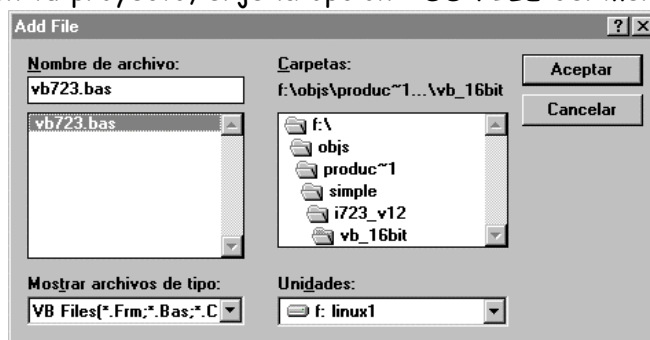 Add File
Nombre de archivo:
vb723.bas
vb723.bas
Mostrar archivos de tipo:
VB Files(*.Frm;*.Bas;*.C
Carpetas:
f:\objs\produc~1...\vb_16bit
f:\
objs
produc~1
simple
i723_v12
vb_16bit
Unidades:
f: linux1
Aceptar
Cancelar